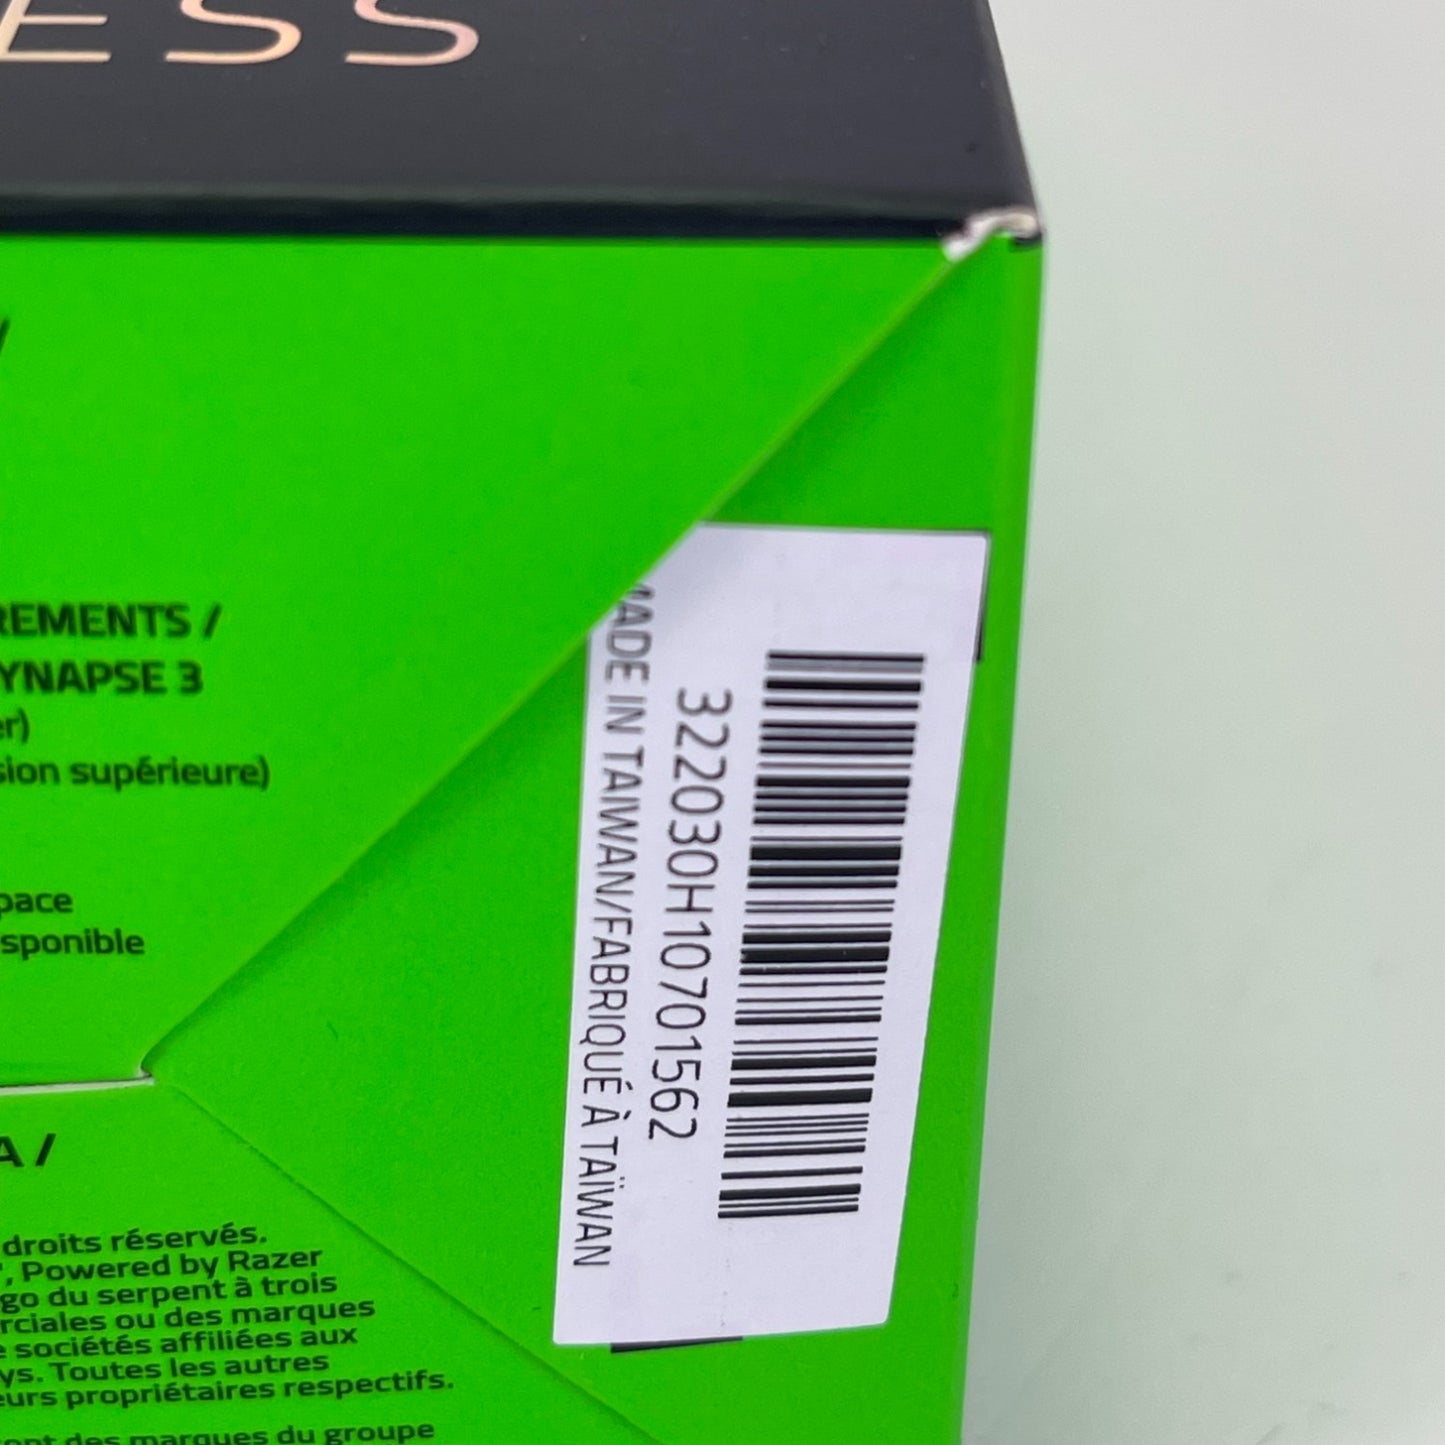 ESS
/
REMENTS /
YNAPSE 3
er)
sion supérieure)
pace
sponible
A /
droits réservés.
, Powered by Razer
go du serpent à trois
rciales ou des marques
e sociétés affiliées aux
ys. Toutes les autres
eurs propriétaires respectifs.
ont des marques du groupe
322030H10701562
MADE IN TAIWAN/FABRIQUÉ À TAÏWAN